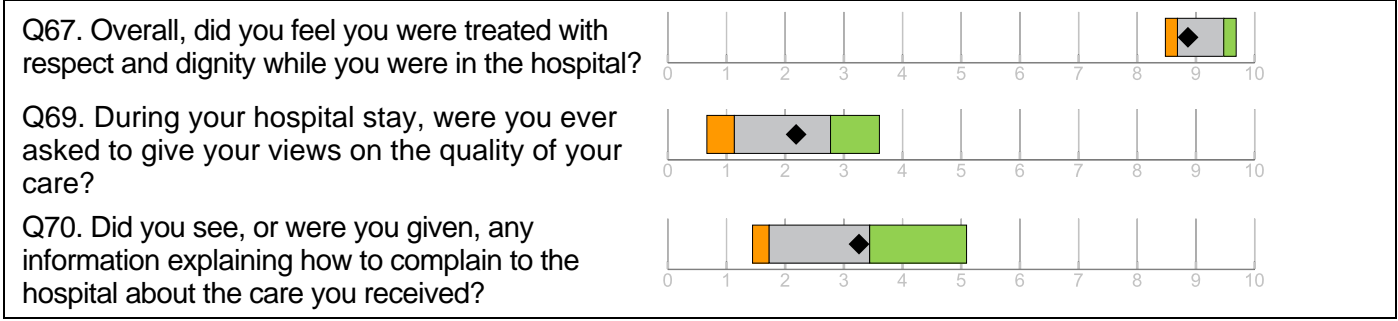 Q67. Overall, did you feel you were treated with
respect and dignity while you were in the hospital?
0 1 2 3 4 5 6 7 8 9 10
Q69. During your hospital stay, were you ever
asked to give your views on the quality of your
care?
0 1 2 3 4 5 6 7 8 9 10
Q70. Did you see, or were you given, any
information explaining how to complain to the
hospital about the care you received?
0 1 2 3 4 5 6 7 8 9 10